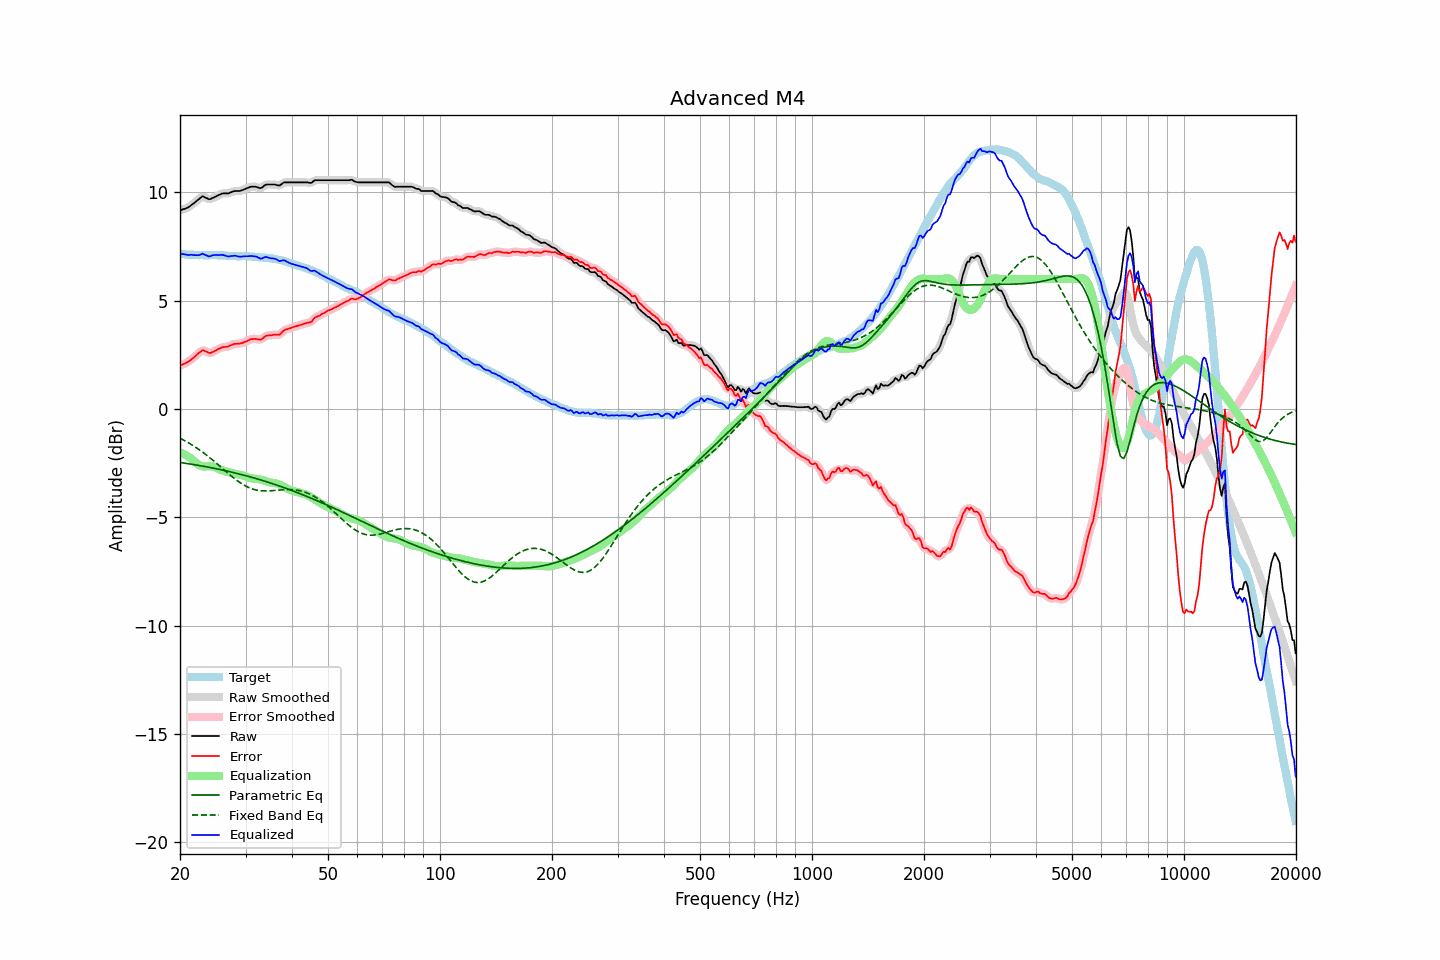 Advanced M4
Amplitude (dBr)
10
5
0
−5
−10
−15
−20
Target
Raw Smoothed
Error Smoothed
Raw
Error
Equalization
Parametric Eq
Fixed Band Eq
Equalized
20 50 100 200 500 1000 2000 5000 10000 20000
Frequency (Hz)